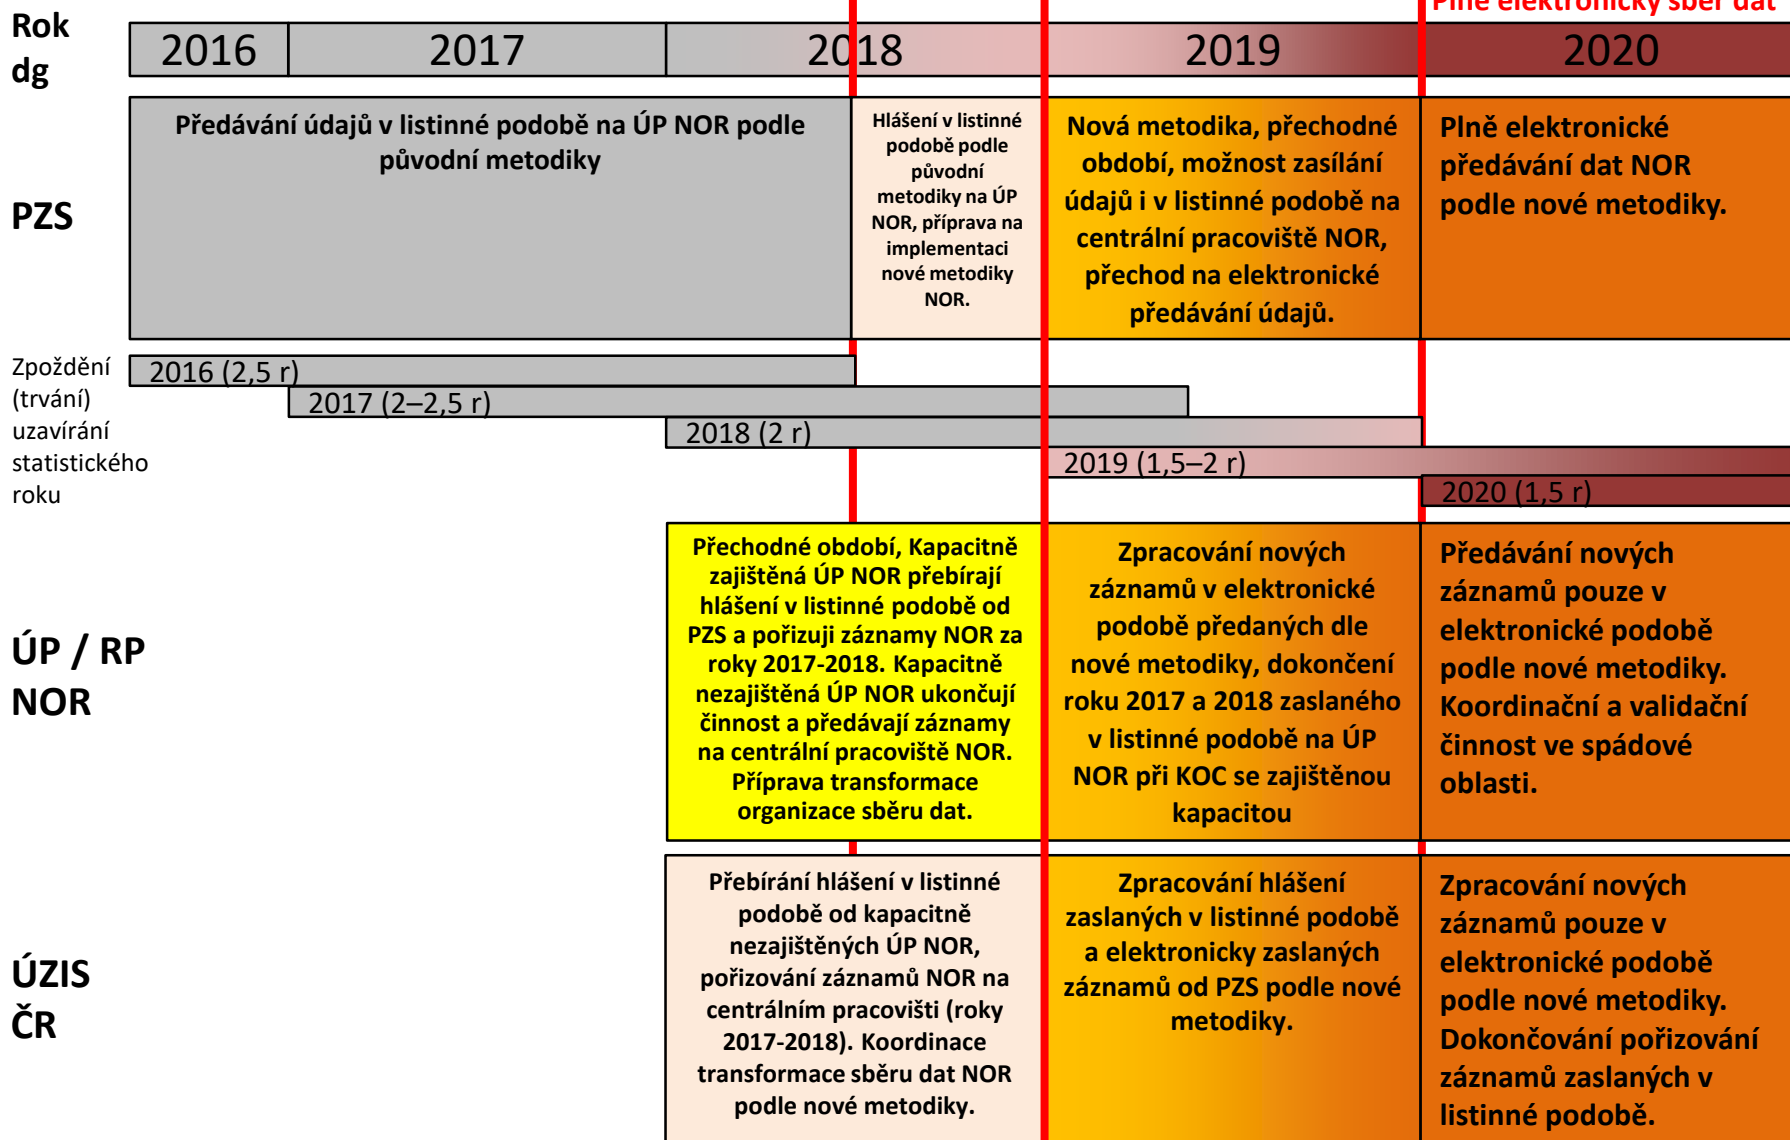 Plně elektronický sběr dat
Rok
dg
2016
2017
2018
2019
2020
PZS
Předávání údajů v listinné podobě na ÚP NOR podle
původní metodiky
Hlášení v listinné
podobě podle
původní
metodiky na ÚP
NOR, příprava na
implementaci
nové metodiky
NOR.
Nová metodika, přechodné
období, možnost zasílání
údajů i v listinné podobě na
centrální pracoviště NOR,
přechod na elektronické
předávání údajů.
Plně elektronické
předávání dat NOR
podle nové metodiky.
Zpoždění
(trvání)
uzavírání
statistického
roku
2016 (2,5 r)
2017 (2–2,5 r)
2018 (2 r)
2019 (1,5–2 r)
2020 (1,5 r)
ÚP / RP
NOR
Přechodné období, Kapacitně
zajištěná ÚP NOR přebírají
hlášení v listinné podobě od
PZS a pořizuji záznamy NOR za
roky 2017-2018. Kapacitně
nezajištěná ÚP NOR ukončují
činnost a předávají záznamy
na centrální pracoviště NOR.
Příprava transformace
organizace sběru dat.
Zpracování nových
záznamů v elektronické
podobě předaných dle
nové metodiky, dokončení
roku 2017 a 2018 zaslaného
v listinné podobě na ÚP
NOR při KOC se zajištěnou
kapacitou
Předávání nových
záznamů pouze v
elektronické podobě
podle nové metodiky.
Koordinační a validační
činnost ve spádové
oblasti.
ÚZIS
ČR
Přebírání hlášení v listinné
podobě od kapacitně
nezajištěných ÚP NOR,
pořizování záznamů NOR na
centrálním pracovišti (roky
2017-2018). Koordinace
transformace sběru dat NOR
podle nové metodiky.
Zpracování hlášení
zaslaných v listinné podobě
a elektronicky zaslaných
záznamů od PZS podle nové
metodiky.
Zpracování nových
záznamů pouze v
elektronické podobě
podle nové metodiky.
Dokončování pořizování
záznamů zaslaných v
listinné podobě.